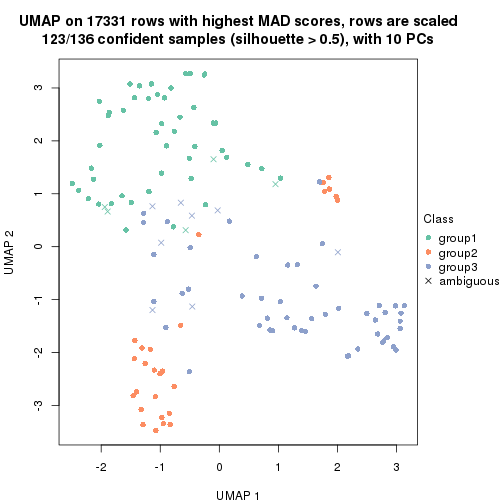 UMAP on 17331 rows with highest MAD scores, rows are scaled
123/136 confident samples (silhouette > 0.5), with 10 PCs
3
2
1
0
-1
-2
-3
UMAP 2
-2 -1 0 1 2 3
UMAP 1
Class
group1
group2
group3
ambiguous